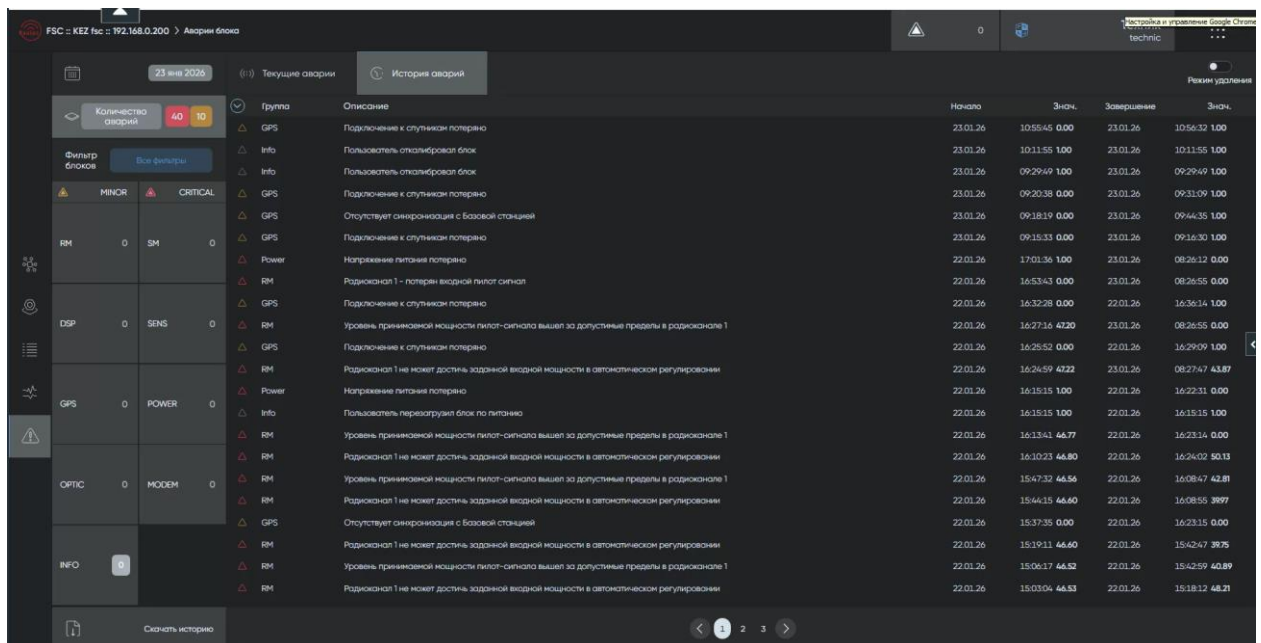 FSC :: KEZ fsc :: 192.168.0.200 > Аварии блока
0
technic
Настройка и управление Google Chrome
23 янв 2026
Текущие аварии
История аварий
Режим удаления
Количество аварий 40 10
Фильтр блоков Все фильтры
MINOR CRITICAL
RM 0 SM 0
DSP 0 SENS 0
GPS 0 POWER 0
OPTIC 0 MODEM 0
INFO 0
Скачать историю
Группа Описание Начало Знач. Завершение Знач.
GPS Подключение к спутникам потеряно 23.01.26 10:55:45 0.00 23.01.26 10:56:32 1.00
Info Пользователь откалибровал блок 23.01.26 10:11:55 1.00 23.01.26 10:11:55 1.00
Info Пользователь откалибровал блок 23.01.26 09:29:49 1.00 23.01.26 09:29:49 1.00
GPS Подключение к спутникам потеряно 23.01.26 09:20:38 0.00 23.01.26 09:31:09 1.00
GPS Отсутствует синхронизация с Базовой станцией 23.01.26 09:18:19 0.00 23.01.26 09:44:35 1.00
GPS Подключение к спутникам потеряно 23.01.26 09:15:33 0.00 23.01.26 09:16:30 1.00
Power Напряжение питания потеряно 22.01.26 17:01:36 1.00 23.01.26 08:26:12 0.00
RM Радиоканал 1 - потерян входной пилот сигнал 22.01.26 16:53:43 0.00 23.01.26 08:26:55 0.00
GPS Подключение к спутникам потеряно 22.01.26 16:32:28 0.00 22.01.26 16:36:14 1.00
RM Уровень принимаемой мощности пилот-сигнала вышел за допустимые пределы в радиоканале 1 22.01.26 16:27:16 47.20 23.01.26 08:26:55 0.00
GPS Подключение к спутникам потеряно 22.01.26 16:25:52 0.00 22.01.26 16:29:09 1.00
RM Радиоканал 1 не может достичь заданной входной мощности в автоматическом регулировании 22.01.26 16:24:59 47.22 23.01.26 08:27:47 43.87
Power Напряжение питания потеряно 22.01.26 16:15:15 1.00 22.01.26 16:22:31 0.00
Info Пользователь перезагрузил блок по питанию 22.01.26 16:15:15 1.00 22.01.26 16:15:15 1.00
RM Уровень принимаемой мощности пилот-сигнала вышел за допустимые пределы в радиоканале 1 22.01.26 16:13:41 46.77 22.01.26 16:23:14 0.00
RM Радиоканал 1 не может достичь заданной входной мощности в автоматическом регулировании 22.01.26 16:10:23 46.80 22.01.26 16:24:02 50.13
RM Уровень принимаемой мощности пилот-сигнала вышел за допустимые пределы в радиоканале 1 22.01.26 15:47:32 46.56 22.01.26 16:08:47 42.81
RM Радиоканал 1 не может достичь заданной входной мощности в автоматическом регулировании 22.01.26 15:44:15 46.60 22.01.26 16:08:55 39.97
GPS Отсутствует синхронизация с Базовой станцией 22.01.26 15:37:35 0.00 22.01.26 16:23:15 0.00
RM Радиоканал 1 не может достичь заданной входной мощности в автоматическом регулировании 22.01.26 15:19:11 46.60 22.01.26 15:42:47 39.75
RM Уровень принимаемой мощности пилот-сигнала вышел за допустимые пределы в радиоканале 1 22.01.26 15:06:17 46.52 22.01.26 15:42:59 40.89
RM Радиоканал 1 не может достичь заданной входной мощности в автоматическом регулировании 22.01.26 15:03:04 46.53 22.01.26 15:18:12 48.21
1 2 3